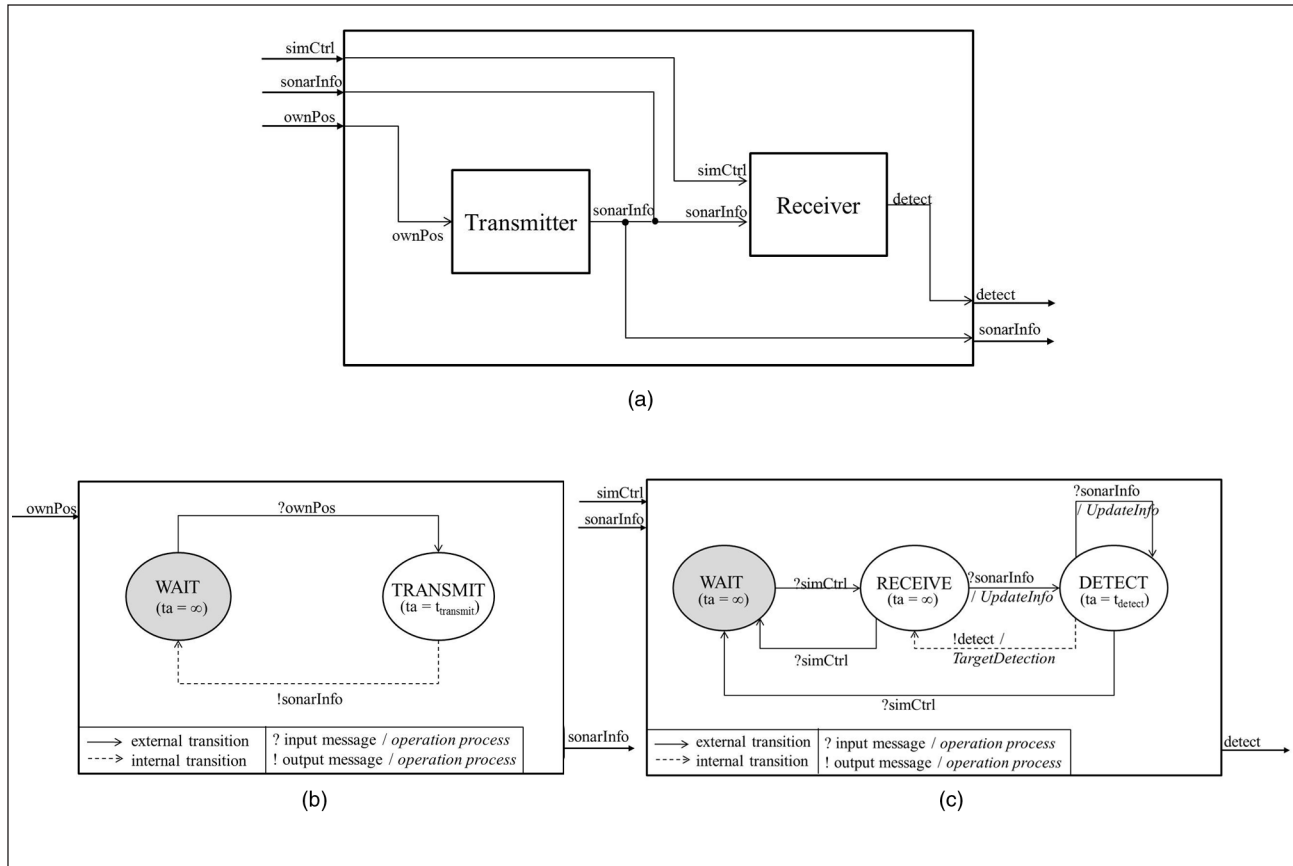 simCtrl
sonarInfo
ownPos
simCtrl
Receiver
detect
Transmitter
sonarInfo
sonarInfo
ownPos
detect
sonarInfo
(a)
ownPos
?ownPos
WAIT
(ta = ∞)
TRANSMIT
(ta = t_transmit)
!sonarInfo
external transition
? input message / operation process
internal transition
! output message / operation process
sonarInfo
(b)
simCtrl
sonarInfo
?sonarInfo
/ UpdateInfo
WAIT
(ta = ∞)
?simCtrl
RECEIVE
(ta = ∞)
?sonarInfo
/ UpdateInfo
DETECT
(ta = t_detect)
?simCtrl
!detect /
TargetDetection
?simCtrl
external transition
? input message / operation process
internal transition
! output message / operation process
detect
(c)